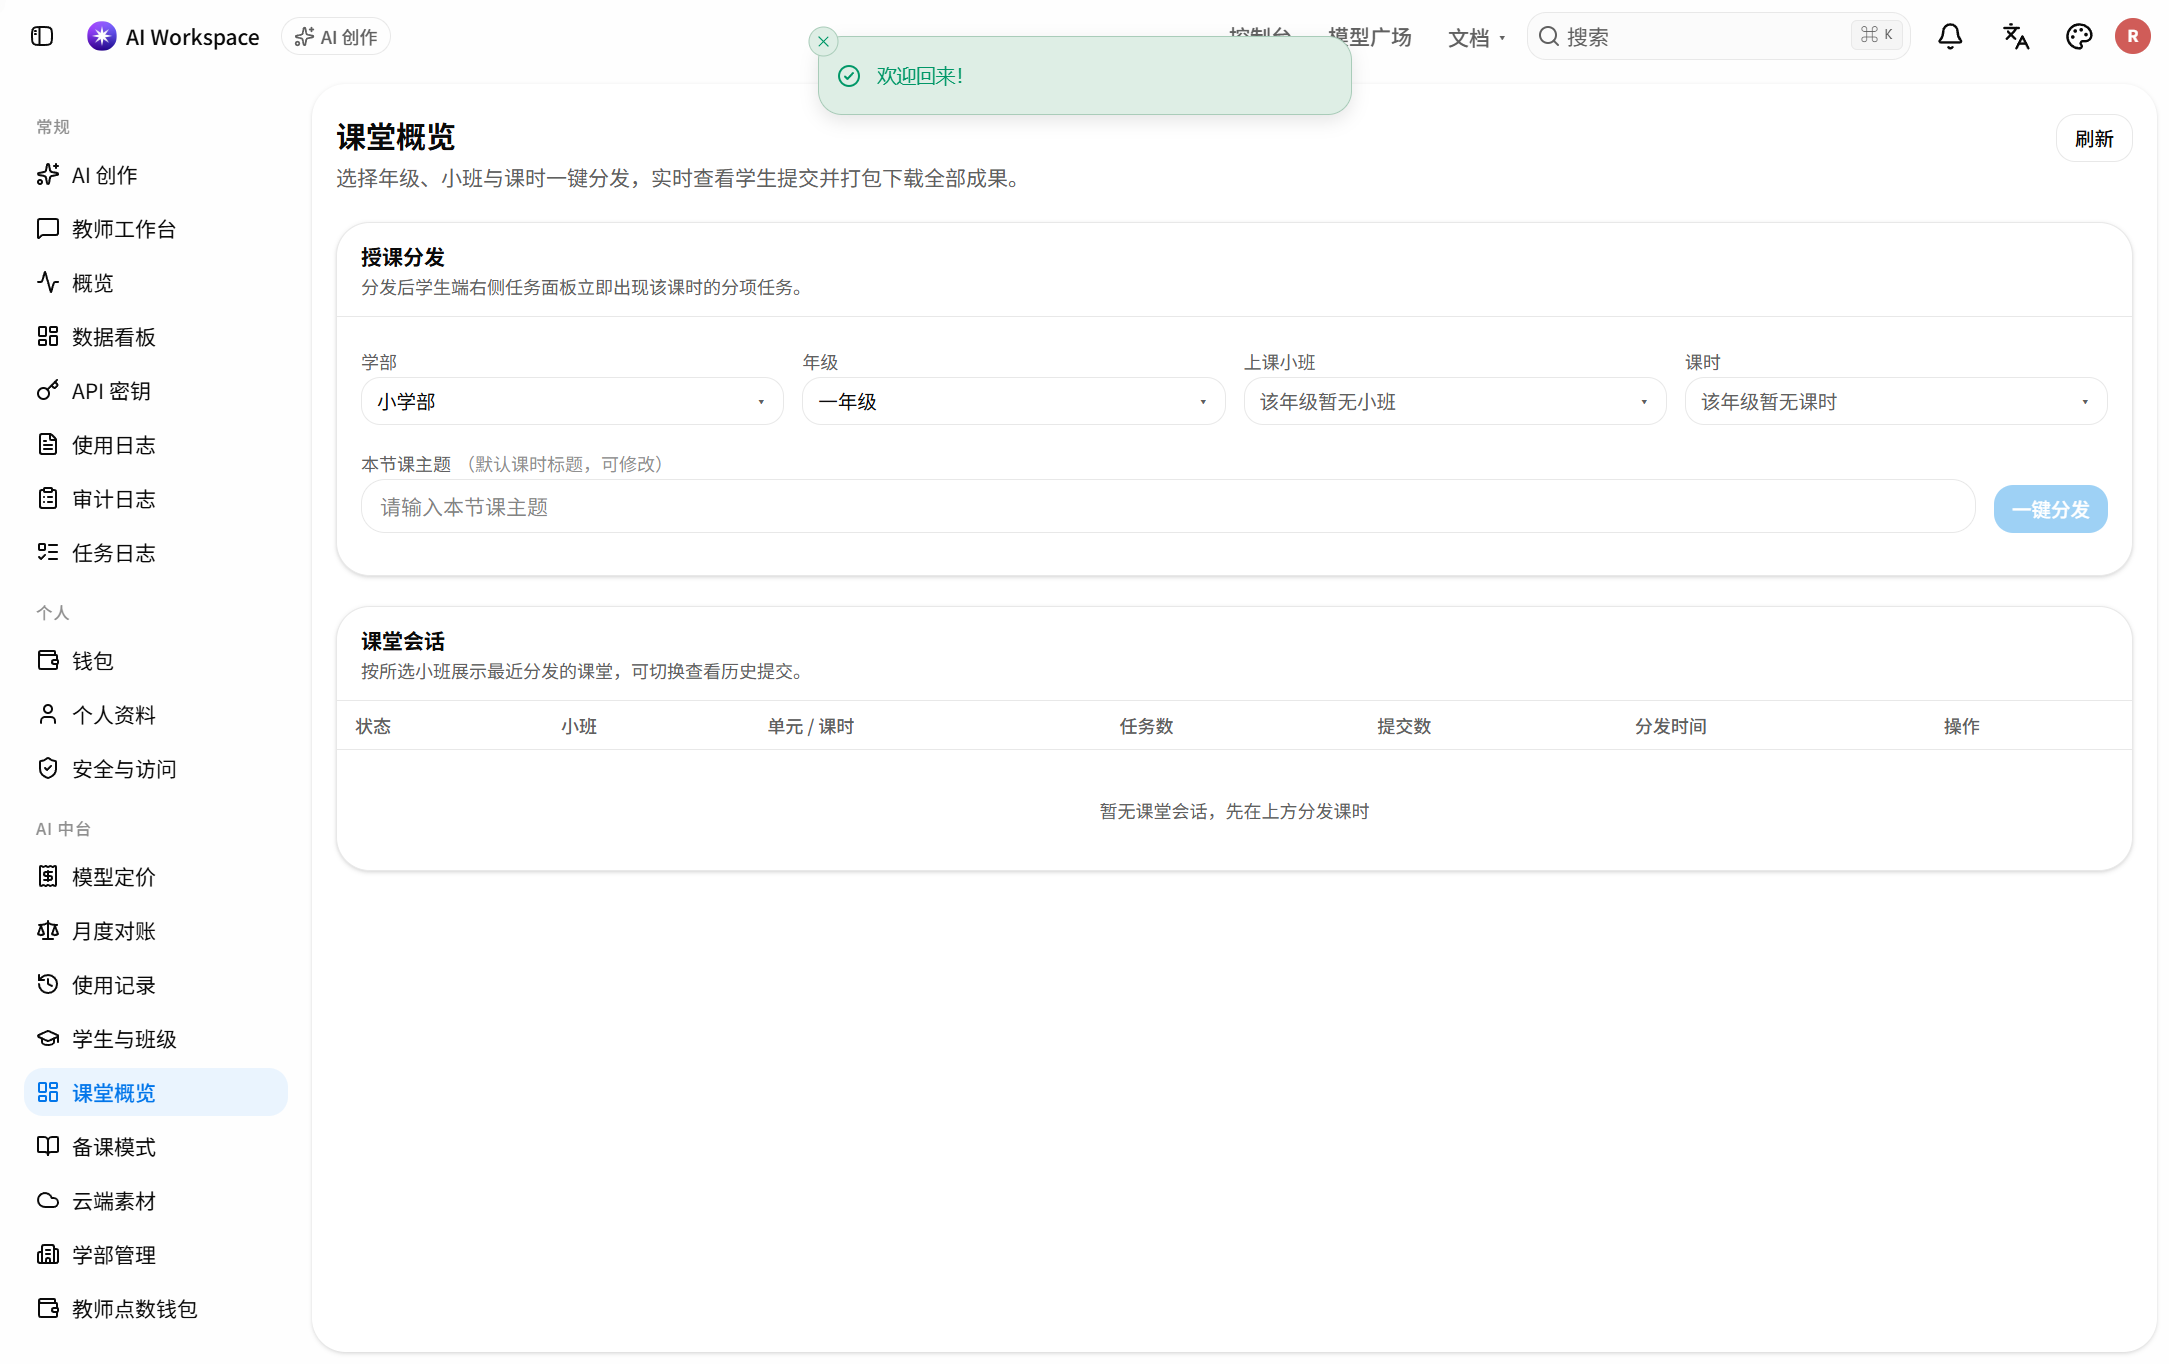 AI Workspace
AI 创作
控制台
模型广场
文档
搜索
⌘ K
R
欢迎回来！
常规
AI 创作
教师工作台
概览
数据看板
API 密钥
使用日志
审计日志
任务日志
个人
钱包
个人资料
安全与访问
AI 中台
模型定价
月度对账
使用记录
学生与班级
课堂概览
备课模式
云端素材
学部管理
教师点数钱包
课堂概览
刷新
选择年级、小班与课时一键分发，实时查看学生提交并打包下载全部成果。
授课分发
分发后学生端右侧任务面板立即出现该课时的分项任务。
学部 年级 上课小班 课时
小学部 一年级 该年级暂无小班 该年级暂无课时
本节课主题 （默认课时标题，可修改）
请输入本节课主题
一键分发
课堂会话
按所选小班展示最近分发的课堂，可切换查看历史提交。
状态 小班 单元 / 课时 任务数 提交数 分发时间 操作
暂无课堂会话，先在上方分发课时